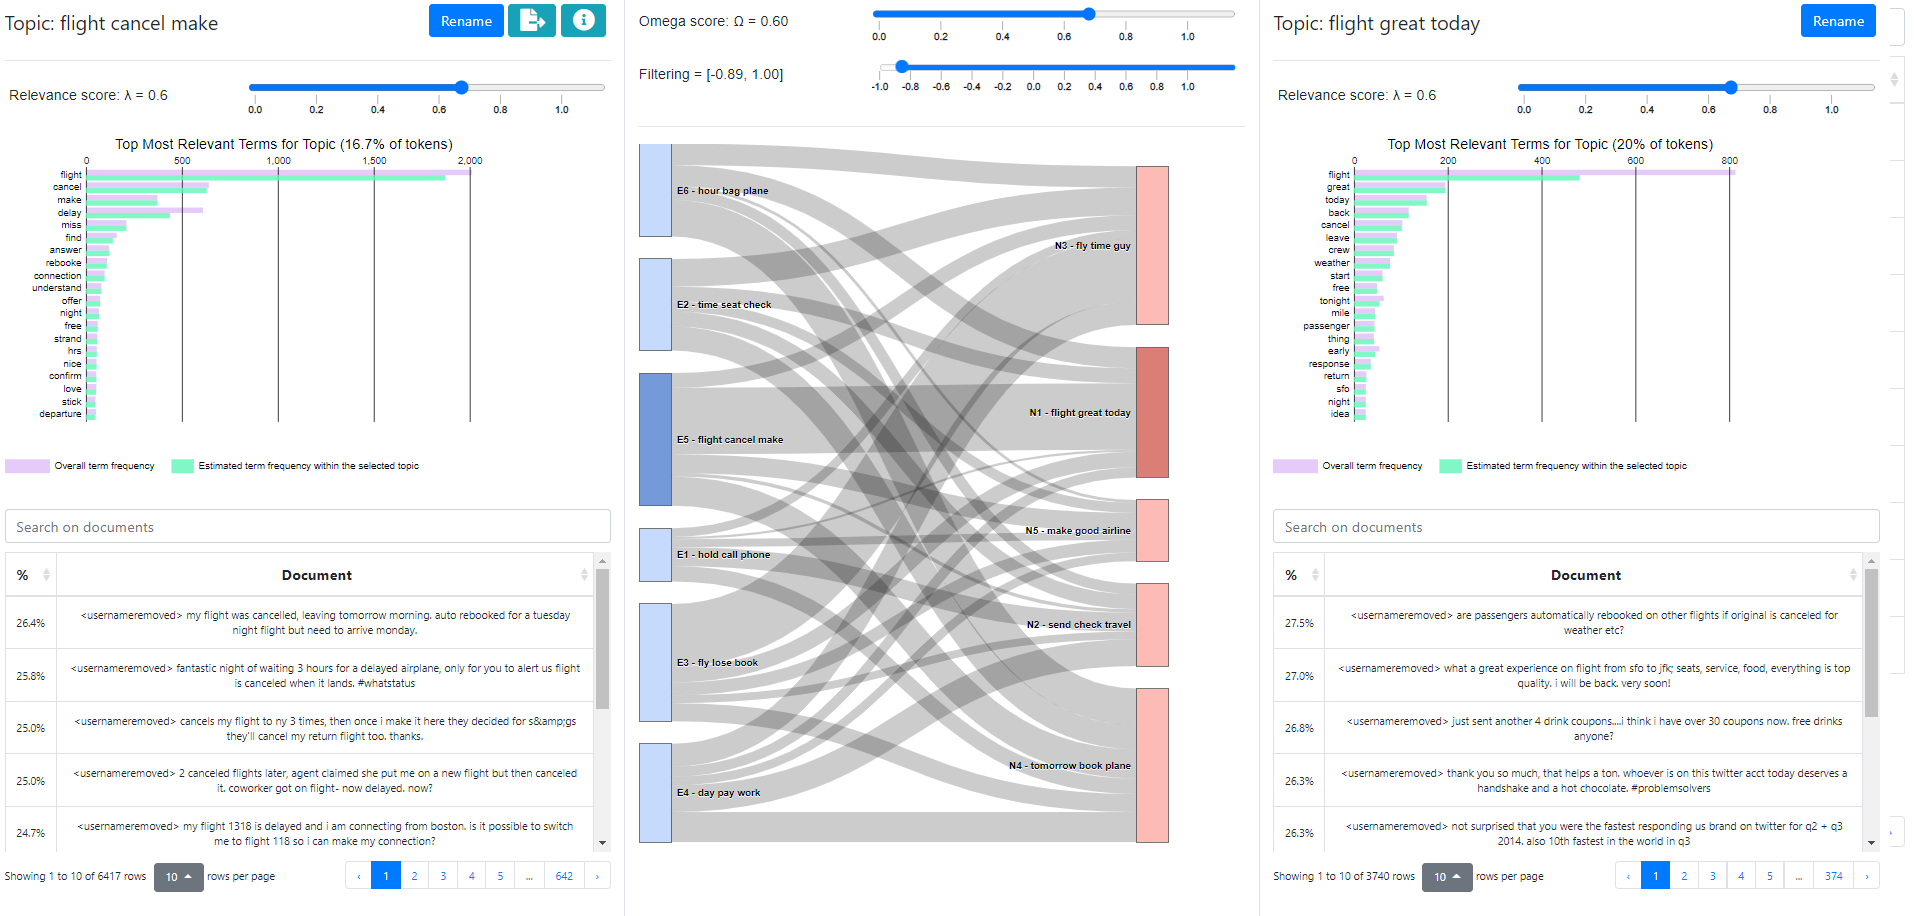 Topic: flight cancel make
Rename
Relevance score: λ = 0.6
0.0 0.2 0.4 0.6 0.8 1.0
Top Most Relevant Terms for Topic (16.7% of tokens)
0 500 1,000 1,500 2,000
flight
cancel
make
delay
miss
find
answer
rebooke
connection
understand
offer
night
free
strand
hrs
nice
confirm
love
stick
departure
Overall term frequency
Estimated term frequency within the selected topic
Search on documents
% Document
26.4% <usernameremoved> my flight was cancelled, leaving tomorrow morning. auto rebooked for a tuesday
night flight but need to arrive monday.
25.8% <usernameremoved> fantastic night of waiting 3 hours for a delayed airplane, only for you to alert us flight
is canceled when it lands. #whatstatus
25.0% <usernameremoved> cancels my flight to ny 3 times, then once i make it here they decided for s&amp;gs
they'll cancel my return flight too. thanks.
25.0% <usernameremoved> 2 canceled flights later, agent claimed she put me on a new flight but then canceled
it. coworker got on flight- now delayed. now?
24.7% <usernameremoved> my flight 1318 is delayed and i am connecting from boston. is it possible to switch
me to flight 118 so i can make my connection?
Showing 1 to 10 of 6417 rows 10 rows per page
‹ 1 2 3 4 5 ... 642 ›
Omega score: Ω = 0.60
0.0 0.2 0.4 0.6 0.8 1.0
Filtering = [-0.89, 1.00]
-1.0 -0.8 -0.6 -0.4 -0.2 0.0 0.2 0.4 0.6 0.8 1.0
E6 - hour bag plane
E2 - time seat check
E5 - flight cancel make
E1 - hold call phone
E3 - fly lose book
E4 - day pay work
N3 - fly time guy
N1 - flight great today
N5 - make good airline
N2 - send check travel
N4 - tomorrow book plane
Topic: flight great today
Rename
Relevance score: λ = 0.6
0.0 0.2 0.4 0.6 0.8 1.0
Top Most Relevant Terms for Topic (20% of tokens)
0 200 400 600 800
flight
great
today
back
cancel
leave
crew
weather
start
free
tonight
mile
passenger
thing
early
response
return
sfo
night
idea
Overall term frequency
Estimated term frequency within the selected topic
Search on documents
% Document
27.5% <usernameremoved> are passengers automatically rebooked on other flights if original is canceled for
weather etc?
27.0% <usernameremoved> what a great experience on flight from sfo to jfk; seats, service, food, everything is top
quality. i will be back. very soon!
26.8% <usernameremoved> just sent another 4 drink coupons....i think i have over 30 coupons now. free drinks
anyone?
26.3% <usernameremoved> thank you so much, that helps a ton. whoever is on this twitter acct today deserves a
handshake and a hot chocolate. #problemsolvers
26.3% <usernameremoved> not surprised that you were the fastest responding us brand on twitter for q2 + q3
2014. also 10th fastest in the world in q3
Showing 1 to 10 of 3740 rows 10 rows per page
‹ 1 2 3 4 5 ... 374 ›